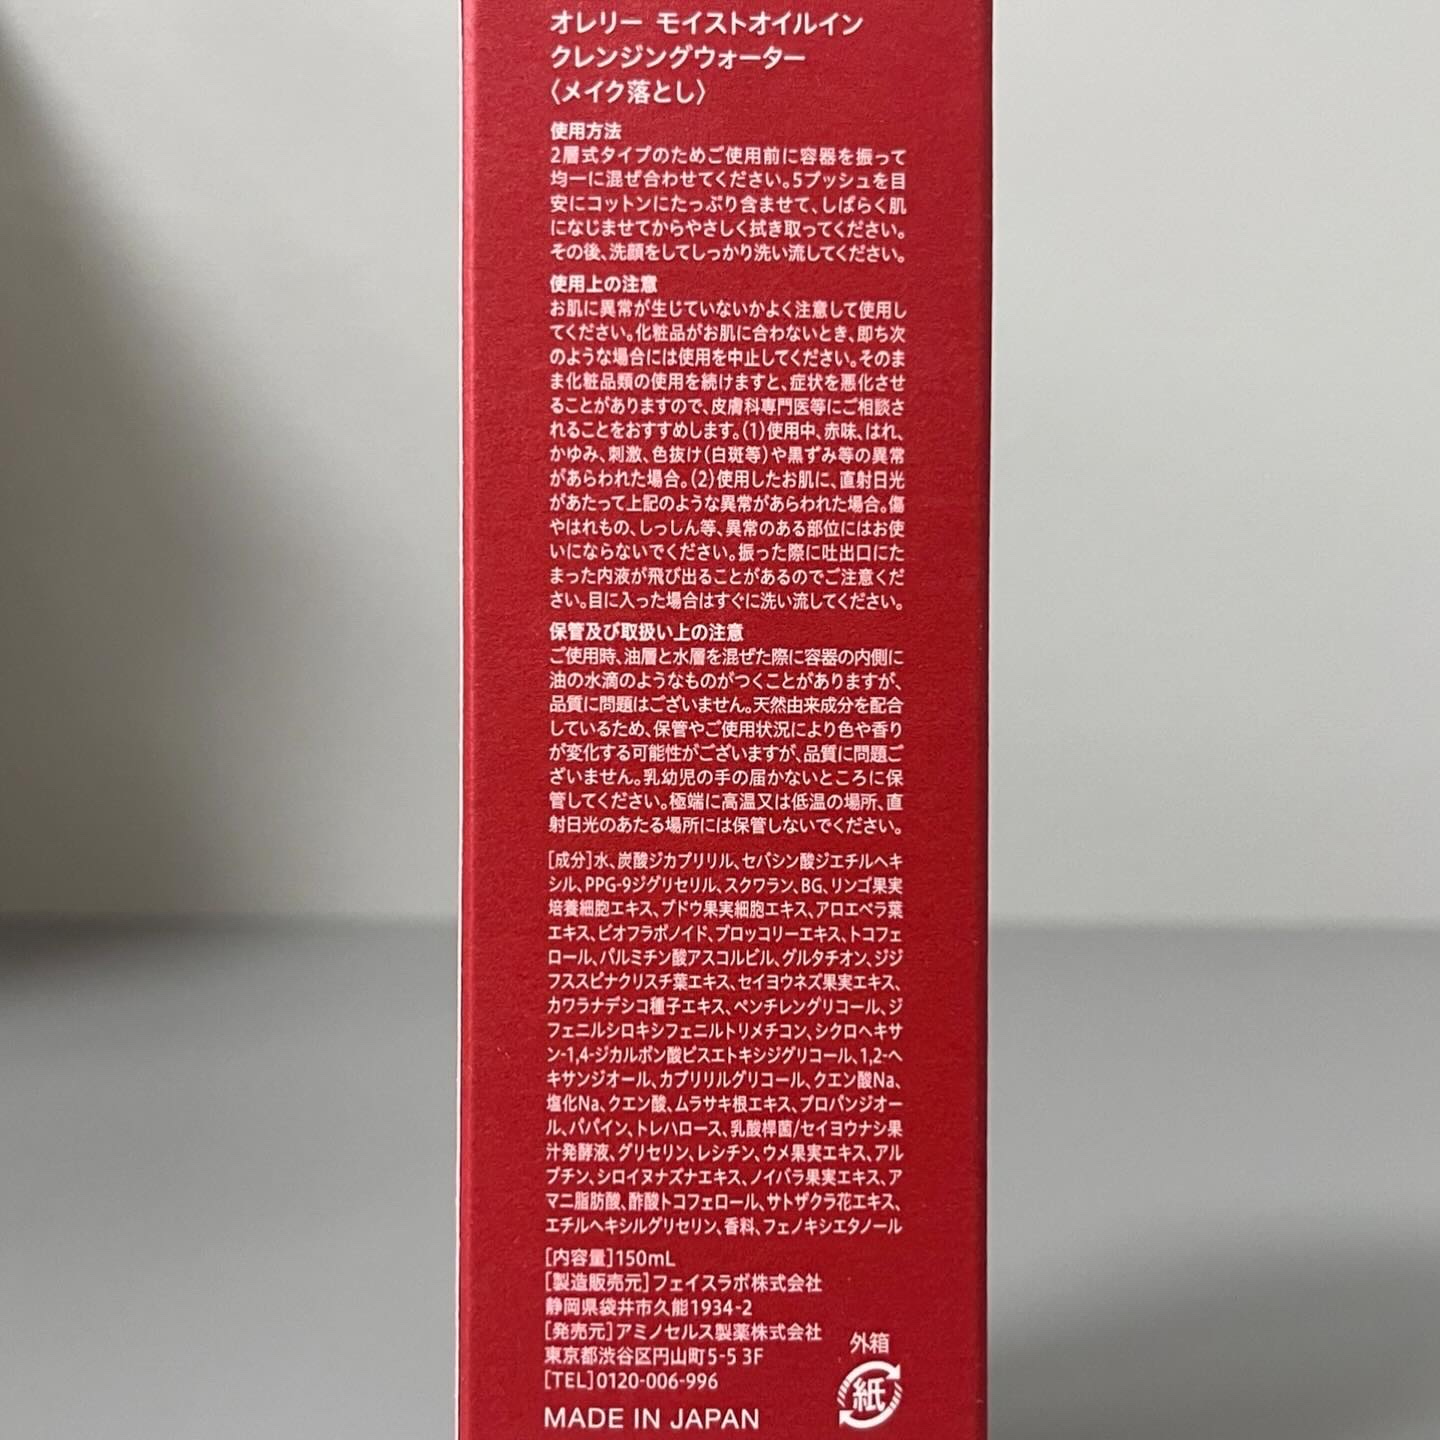 オレリー モイストオイルイン
クレンジングウォーター
〈メイク落とし〉
使用方法
2層式タイプのためご使用前に容器を振って
均一に混ぜ合わせてください。5プッシュを目
安にコットンにたっぷり含ませて、しばらく肌
になじませてからやさしく拭き取ってください。
その後、洗顔をしてしっかり洗い流してください。
使用上の注意
お肌に異常が生じていないかよく注意して使用し
てください。化粧品がお肌に合わないとき、即ち次
のような場合には使用を中止してください。そのま
ま化粧品類の使用を続けますと、症状を悪化させ
ることがありますので、皮膚科専門医等にご相談さ
れることをおすすめします。(1)使用中、赤味、はれ、
かゆみ、刺激、色抜け(白斑等)や黒ずみ等の異常
があらわれた場合。(2)使用したお肌に、直射日光
があたって上記のような異常があらわれた場合。傷
やはれもの、しっしん等、異常のある部位にはお使
いにならないでください。振った際に吐出口にた
まった内液が飛び出ることがあるのでご注意くだ
さい。目に入った場合はすぐに洗い流してください。
保管及び取扱い上の注意
ご使用時、油層と水層を混ぜた際に容器の内側に
油の水滴のようなものがつくことがありますが、
品質に問題はございません。天然由来成分を配合
しているため、保管やご使用状況により色や香り
が変化する可能性がございますが、品質に問題ご
ざいません。乳幼児の手の届かないところに保
管してください。極端に高温又は低温の場所、直
射日光のあたる場所には保管しないでください。
[成分]水、炭酸ジカプリリル、セバシン酸ジエチルヘキ
シル、PPG-9ジグリセリル、スクワラン、BG、リンゴ果実
培養細胞エキス、ブドウ果実細胞エキス、アロエベラ葉
エキス、ビオフラボノイド、ブロッコリーエキス、トコフェ
ロール、パルミチン酸アスコルビル、グルタチオン、ジジ
フススピナクリスチ葉エキス、セイヨウネズ果実エキス、
カワラナデシコ種子エキス、ペンチレングリコール、ジ
フェニルシロキシフェニルトリメチコン、シクロヘキサ
ン-1,4-ジカルボン酸ビスエトキシジグリコール、1,2-ヘ
キサンジオール、カプリリルグリコール、クエン酸Na、
塩化Na、クエン酸、ムラサキ根エキス、プロパンジオー
ル、パパイン、トレハロース、乳酸桿菌/セイヨウナシ果
汁発酵液、グリセリン、レシチン、ウメ果実エキス、アル
ブチン、シロイヌナズナエキス、ノイバラ果実エキス、ア
マニ脂肪酸、酢酸トコフェロール、サトザクラ花エキス、
エチルヘキシルグリセリン、香料、フェノキシエタノール
[内容量]150mL
[製造販売元]フェイスラボ株式会社
静岡県袋井市久能1934-2
[発売元]アミノセルス製薬株式会社
東京都渋谷区円山町5-5 3F
[TEL]0120-006-996
MADE IN JAPAN
外箱
紙